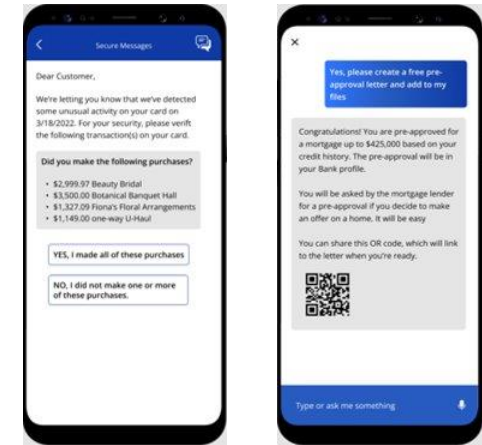 Secure Messages
Dear Customer,
We're letting you know that we've detected
some unusual activity on your card on
3/18/2022. For your security, please verift
the following transaction(s) on your card.
Did you make the following purchases?
• $2,999.97 Beauty Bridal
• $3,500.00 Botanical Banquet Hall
• $1,327.09 Fiona's Floral Arrangements
• $1,149.00 one-way U-Haul
YES, I made all of these purchases
NO, I did not make one or more
of these purchases.
Yes, please create a free pre-
approval letter and add to my
files
Congratulations! You are pre-approved for
a mortgage up to $425,000 based on your
credit history. The pre-approval will be in
your Bank profile.
You will be asked by the mortgage lender
for a pre-approval if you decide to make
an offer on a home. It will be easy
You can share this OR code, which will link
to the letter when you're ready.
Type or ask me something